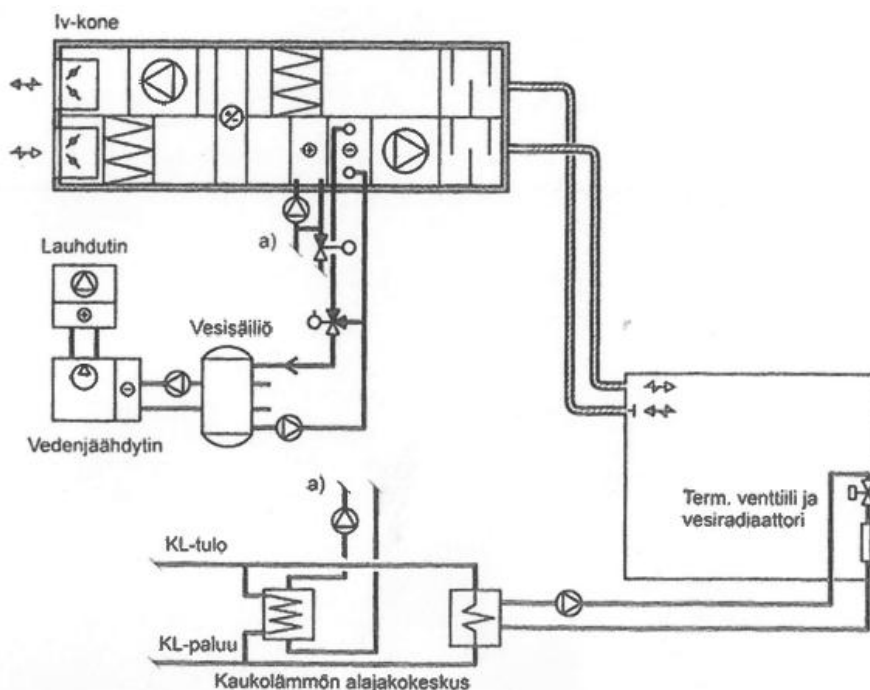 Iv-kone
a)
Lauhdutin
Vesisäiliö
Vedenjäähdytin
a)
Term. venttiili ja
vesiradiaattori
KL-tulo
KL-paluu
Kaukolämmön alajakokeskus